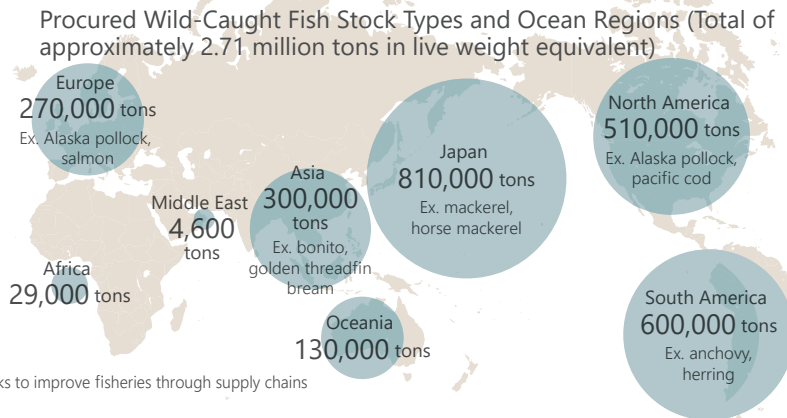 Procured Wild-Caught Fish Stock Types and Ocean Regions (Total of
approximately 2.71 million tons in live weight equivalent)
Europe
270,000 tons
Ex. Alaska pollock,
salmon
Middle East
4,600
tons
Africa
29,000 tons
Asia
300,000
tons
Ex. bonito,
golden threadfin
bream
Japan
810,000 tons
Ex. mackerel,
horse mackerel
Oceania
130,000 tons
North America
510,000 tons
Ex. Alaska pollock,
pacific cod
South America
600,000 tons
Ex. anchovy,
herring
to improve fisheries through supply chains